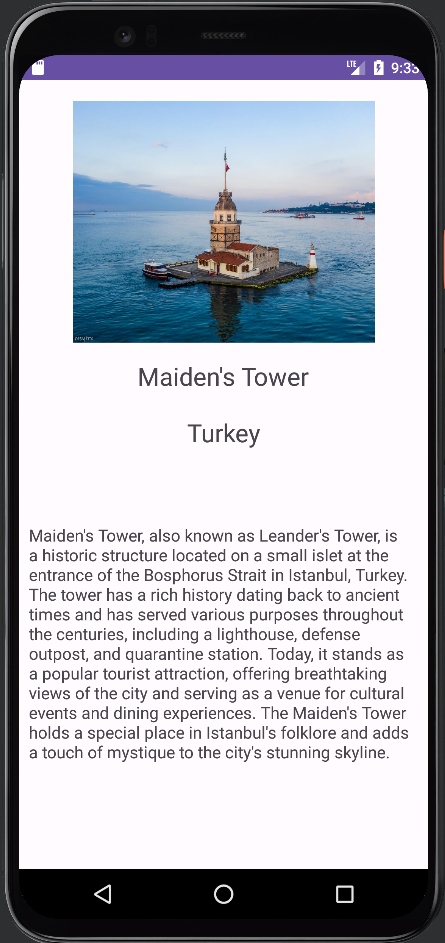 LTE 9:33
Maiden's Tower
Turkey
Maiden's Tower, also known as Leander's Tower, is
a historic structure located on a small islet at the
entrance of the Bosphorus Strait in Istanbul, Turkey.
The tower has a rich history dating back to ancient
times and has served various purposes throughout
the centuries, including a lighthouse, defense
outpost, and quarantine station. Today, it stands as
a popular tourist attraction, offering breathtaking
views of the city and serving as a venue for cultural
events and dining experiences. The Maiden's Tower
holds a special place in Istanbul's folklore and adds
a touch of mystique to the city's stunning skyline.